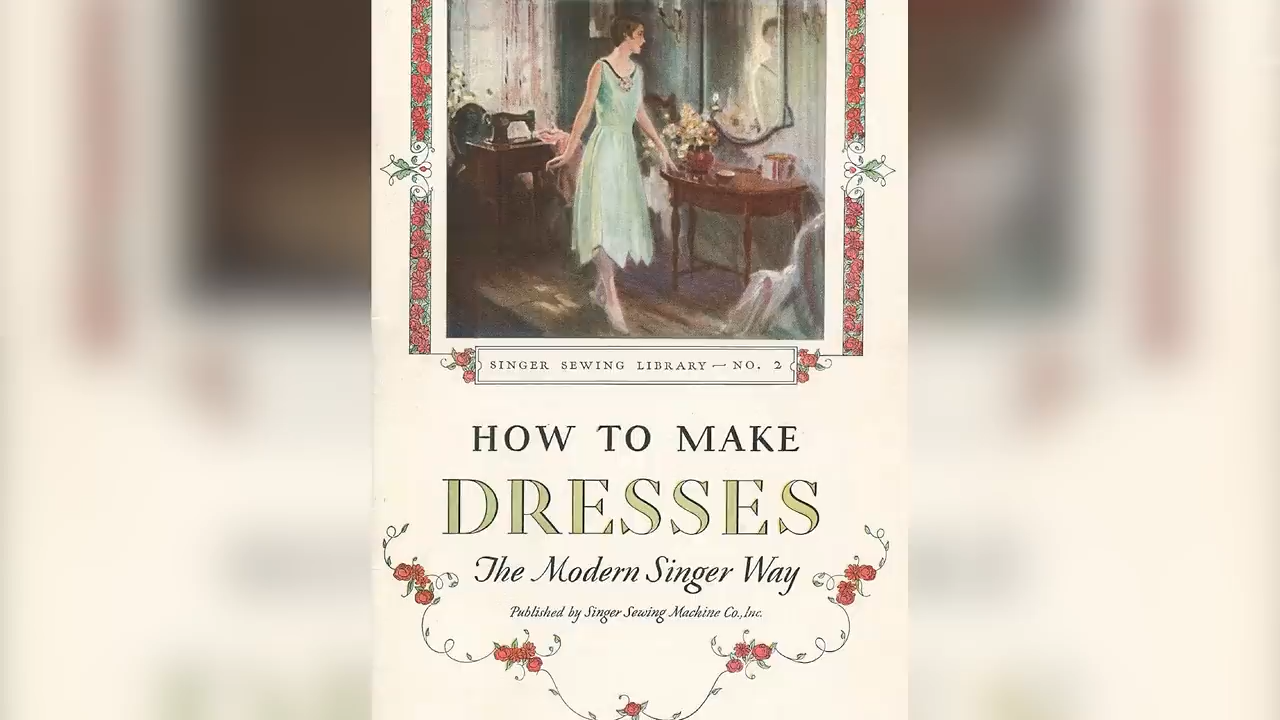 SINGER SEWING LIBRARY — NO. 2
HOW TO MAKE
DRESSES
The Modern Singer Way
Published by Singer Sewing Machine Co., Inc.